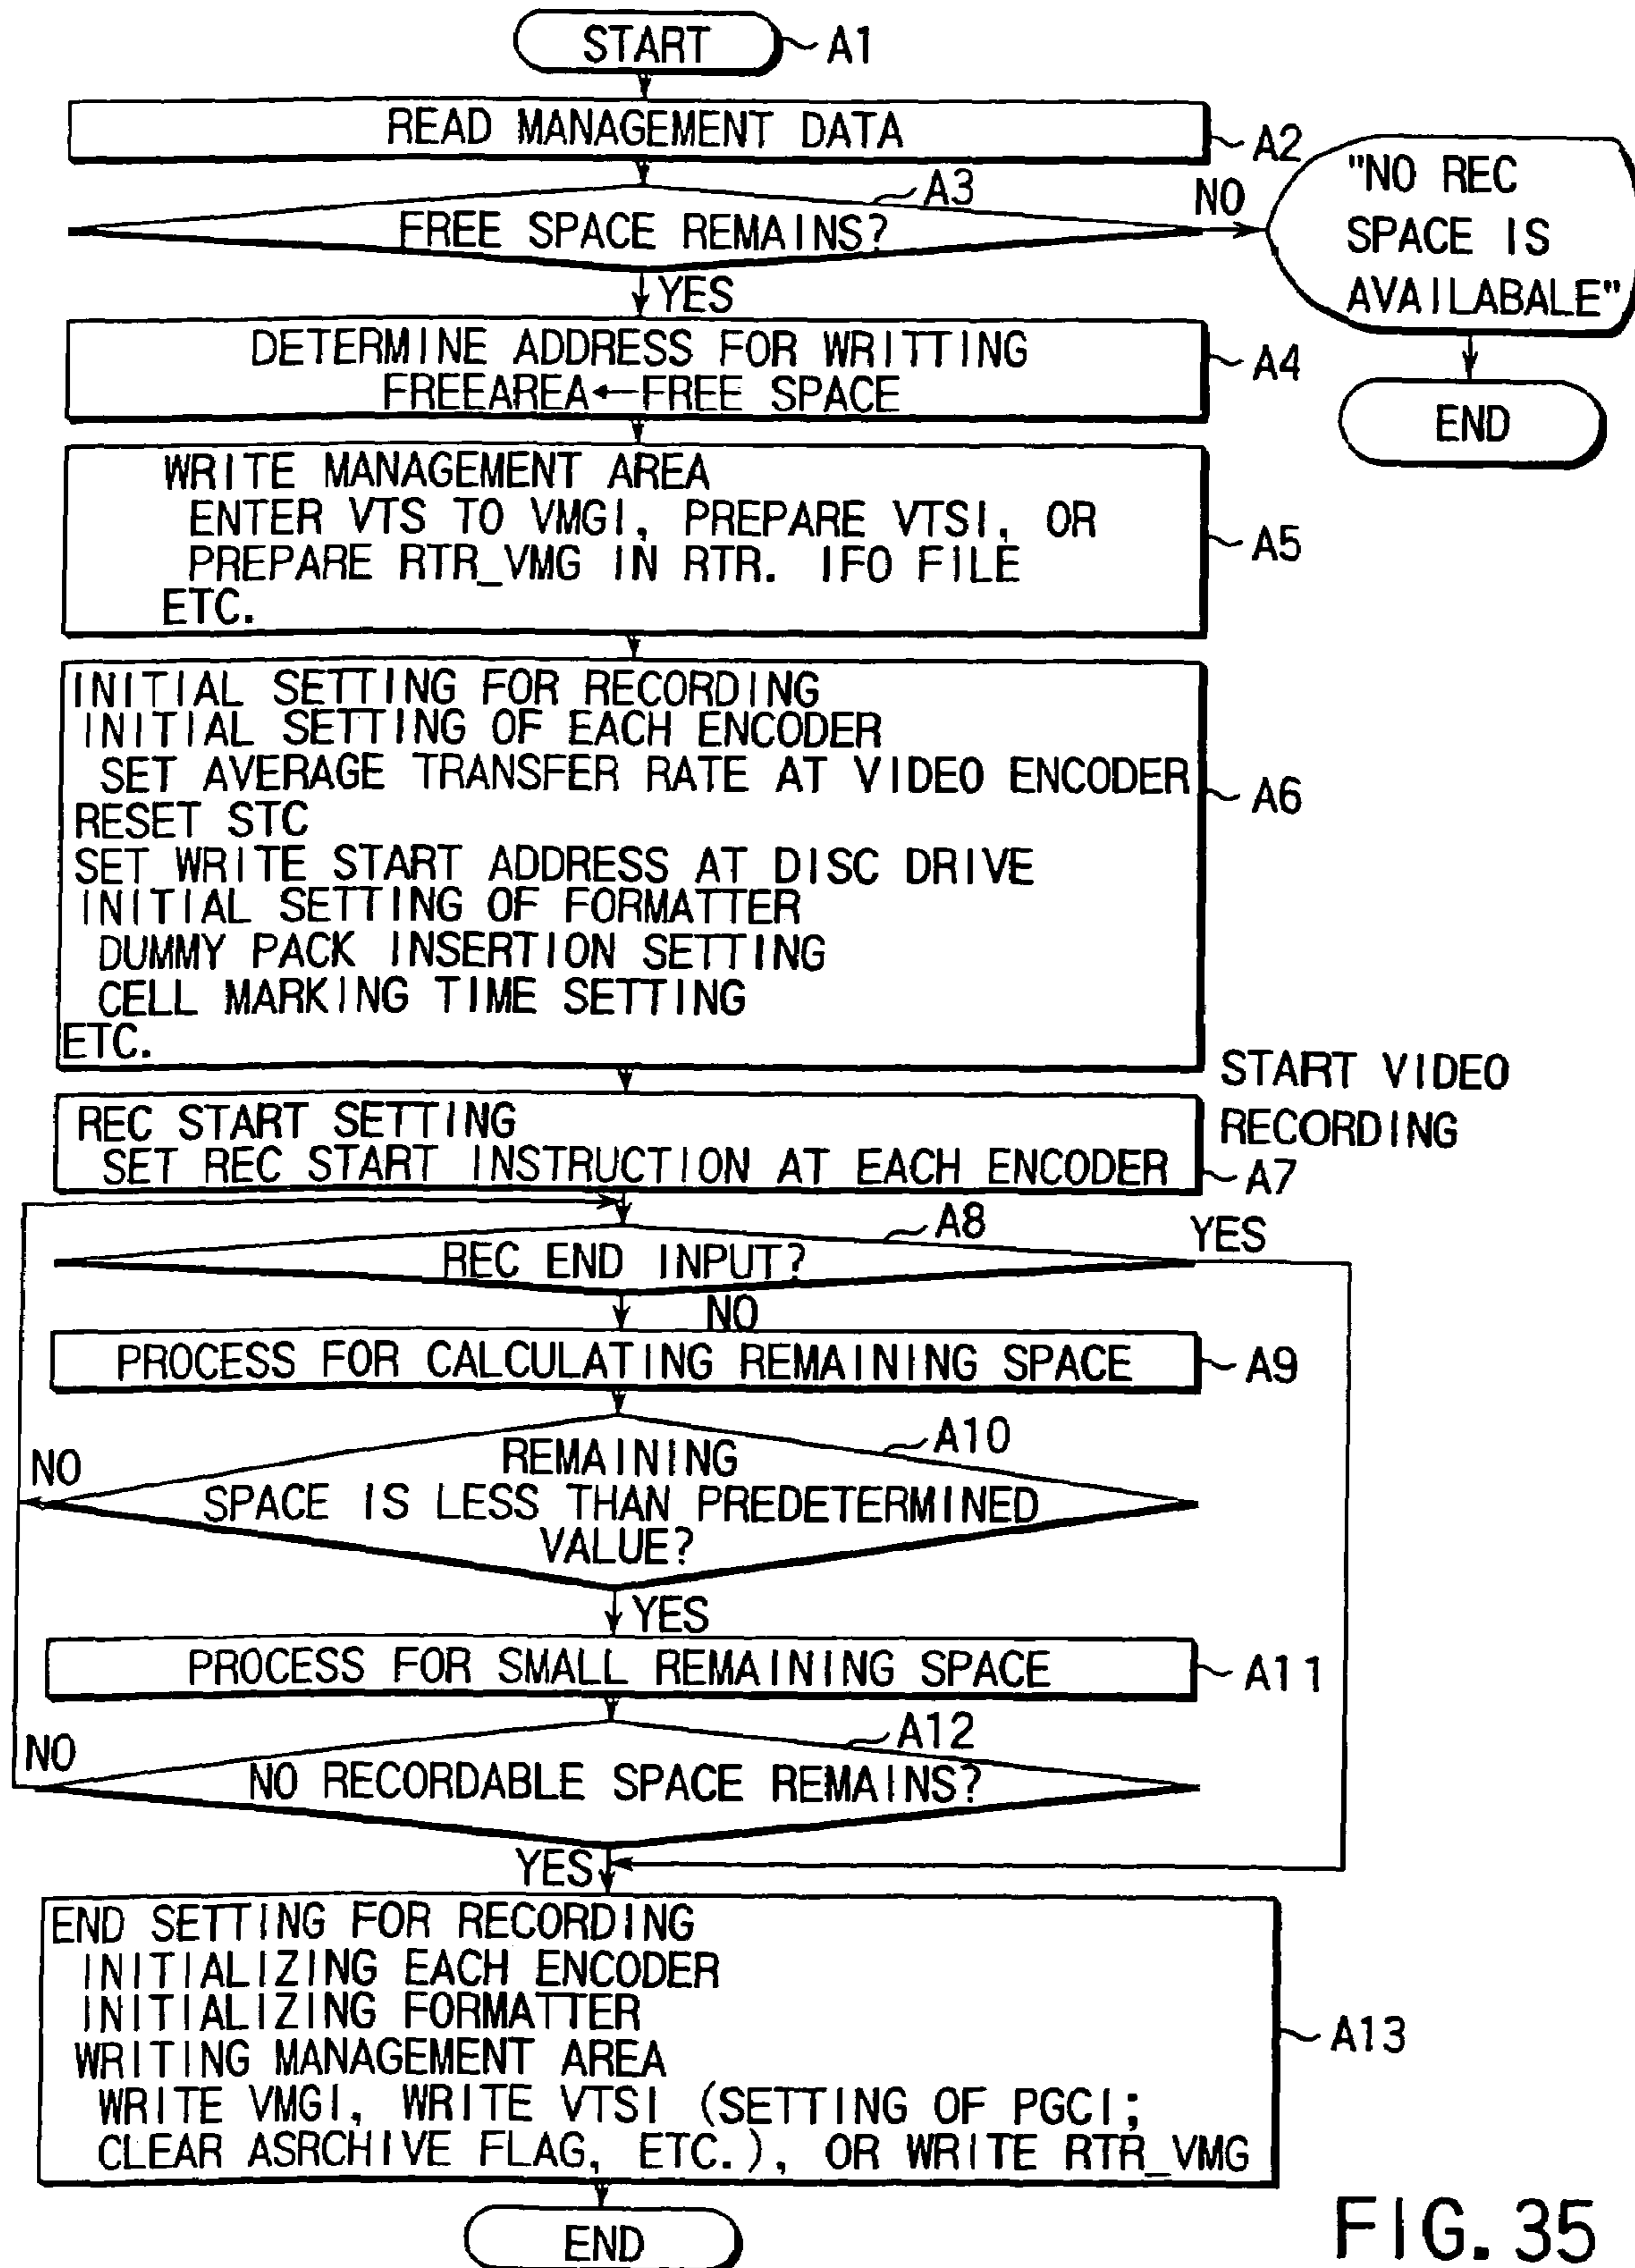 START
A1
READ MANAGEMENT DATA
A2
A3
FREE SPACE REMAINS?
NO
"NO REC
SPACE IS
AVAILABALE"
END
YES
DETERMINE ADDRESS FOR WRITTING
FREEAREA←FREE SPACE
A4
WRITE MANAGEMENT AREA
ENTER VTS TO VMGI, PREPARE VTSI, OR
PREPARE RTR_VMG IN RTR. IFO FILE
ETC.
A5
INITIAL SETTING FOR RECORDING
INITIAL SETTING OF EACH ENCODER
SET AVERAGE TRANSFER RATE AT VIDEO ENCODER
RESET STC
SET WRITE START ADDRESS AT DISC DRIVE
INITIAL SETTING OF FORMATTER
DUMMY PACK INSERTION SETTING
CELL MARKING TIME SETTING
ETC.
A6
START VIDEO
RECORDING
REC START SETTING
SET REC START INSTRUCTION AT EACH ENCODER
A7
A8
YES
REC END INPUT?
NO
PROCESS FOR CALCULATING REMAINING SPACE
A9
A10
NO
REMAINING
SPACE IS LESS THAN PREDETERMINED
VALUE?
YES
PROCESS FOR SMALL REMAINING SPACE
A11
A12
NO
NO RECORDABLE SPACE REMAINS?
YES
END SETTING FOR RECORDING
INITIALIZING EACH ENCODER
INITIALIZING FORMATTER
WRITING MANAGEMENT AREA
WRITE VMGI, WRITE VTSI (SETTING OF PGCI;
CLEAR ASRCHIVE FLAG, ETC.), OR WRITE RTR_VMG
A13
END
FIG. 35